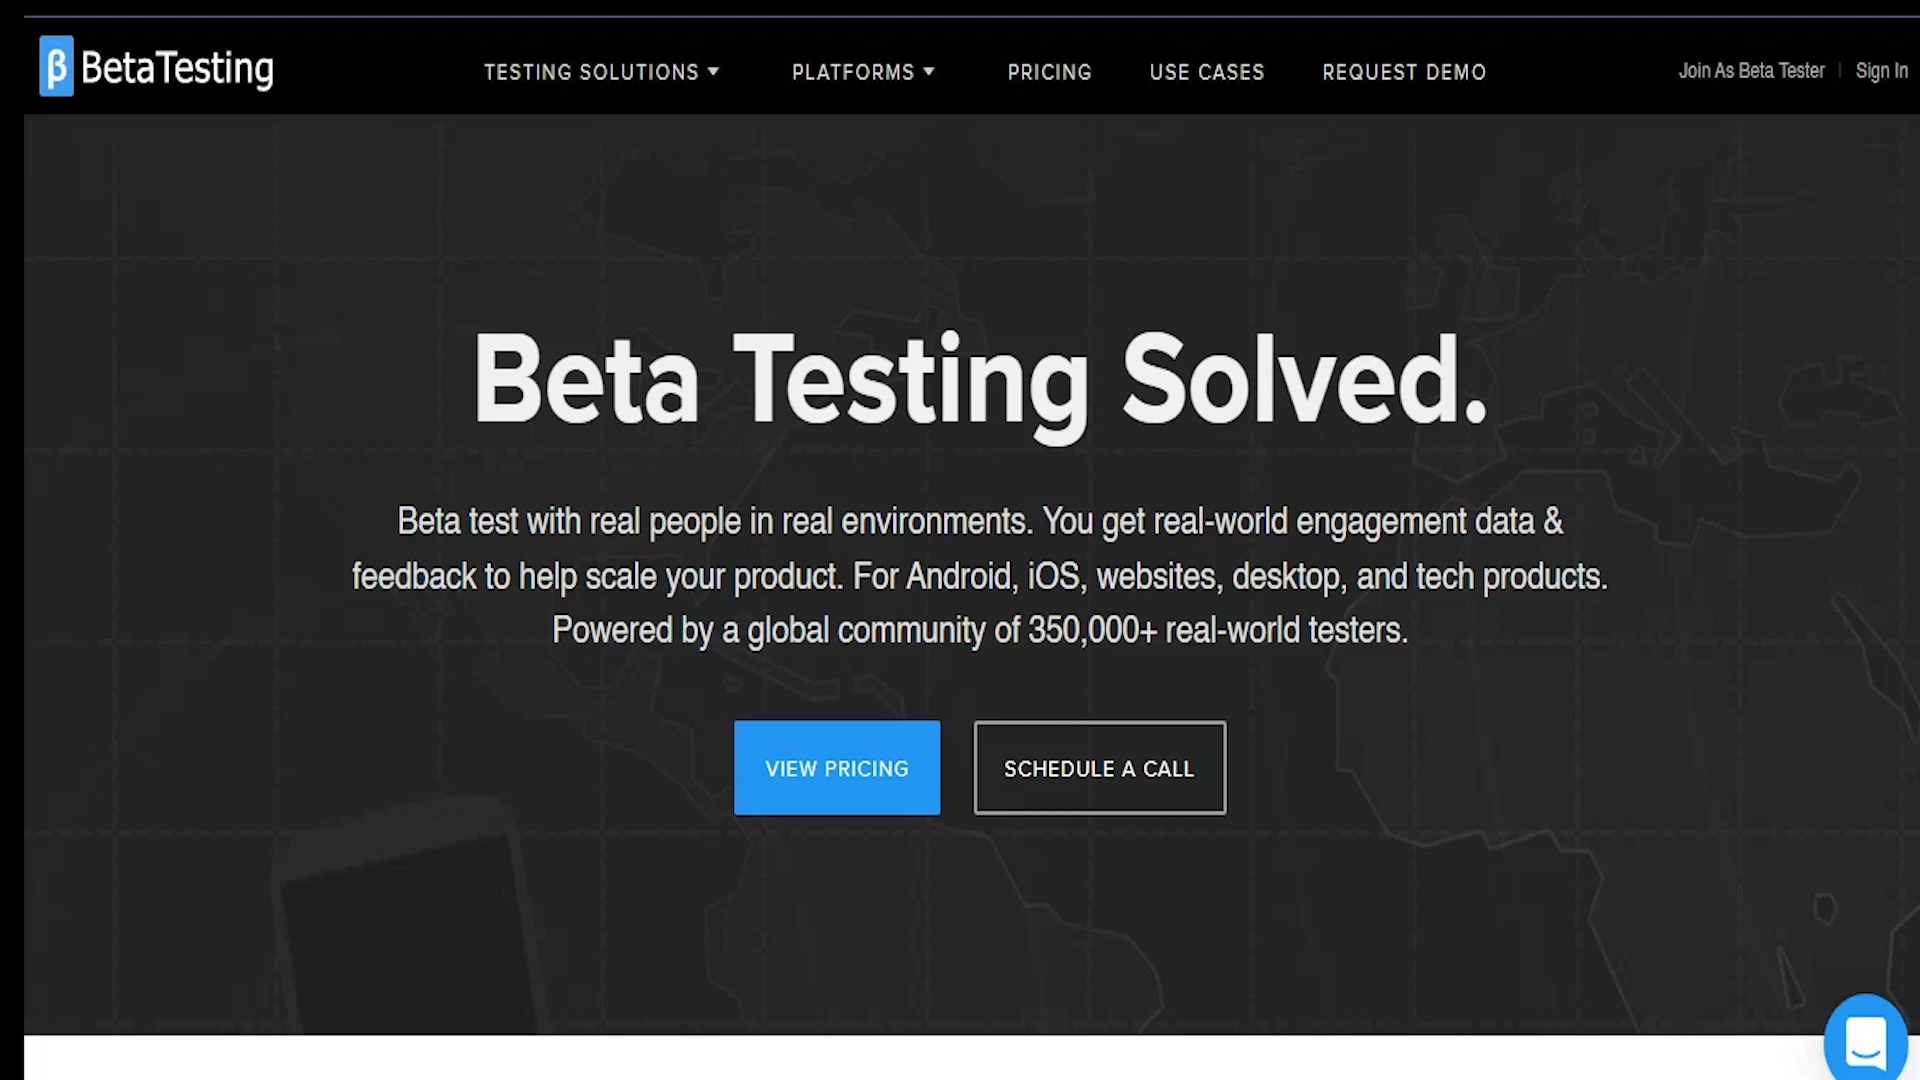 β BetaTesting
TESTING SOLUTIONS PLATFORMS PRICING USE CASES REQUEST DEMO
Join As Beta Tester | Sign In
Beta Testing Solved.
Beta test with real people in real environments. You get real-world engagement data &
feedback to help scale your product. For Android, iOS, websites, desktop, and tech products.
Powered by a global community of 350,000+ real-world testers.
VIEW PRICING
SCHEDULE A CALL